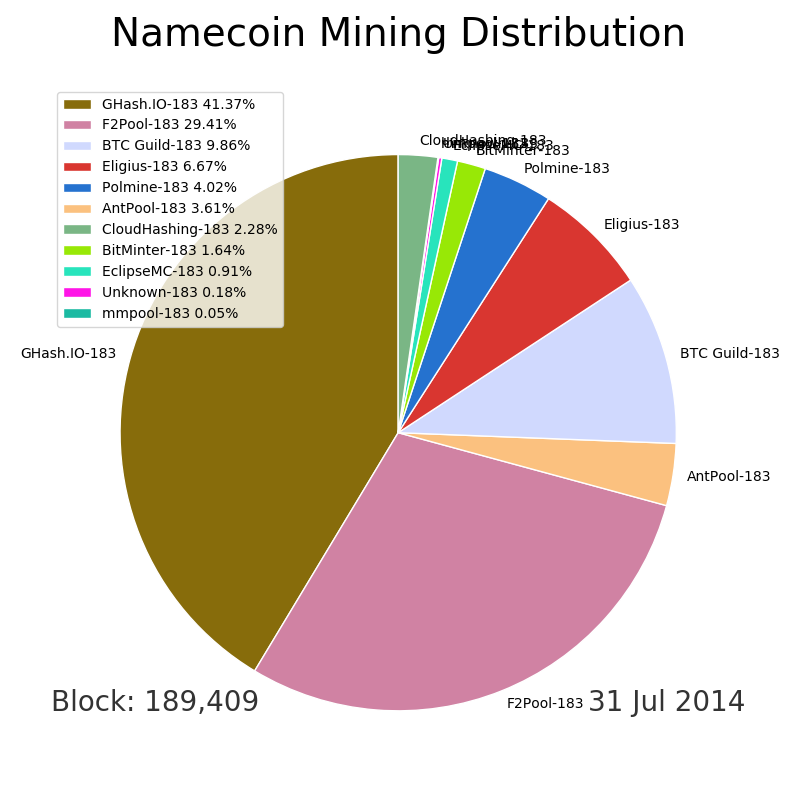 Namecoin Mining Distribution
GHash.IO-183 41.37%
F2Pool-183 29.41%
BTC Guild-183 9.86%
Eligius-183 6.67%
Polmine-183 4.02%
AntPool-183 3.61%
CloudHashing-183 2.28%
BitMinter-183 1.64%
EclipseMC-183 0.91%
Unknown-183 0.18%
mmpool-183 0.05%
CloudHashing-183
BitMinter-183
Polmine-183
Eligius-183
GHash.IO-183
BTC Guild-183
AntPool-183
F2Pool-183
Block: 189,409
31 Jul 2014